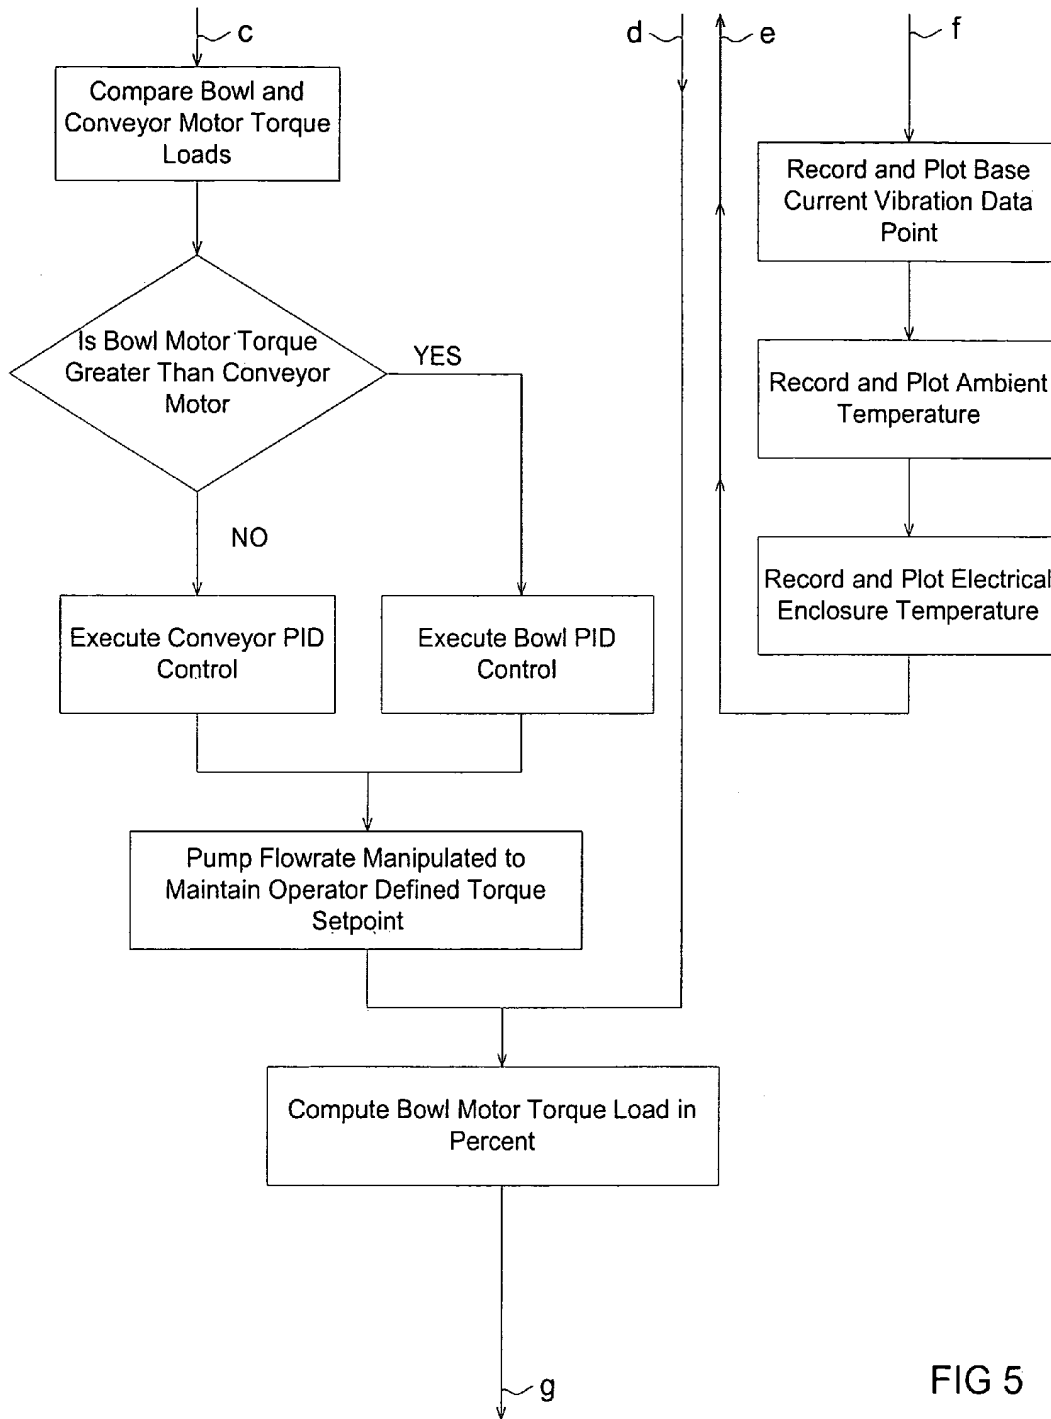 c
d
e
f
Compare Bowl and
Conveyor Motor Torque
Loads
Record and Plot Base
Current Vibration Data
Point
Is Bowl Motor Torque
Greater Than Conveyor
Motor
YES
NO
Record and Plot Ambient
Temperature
Record and Plot Electrical
Enclosure Temperature
Execute Conveyor PID
Control
Execute Bowl PID
Control
Pump Flowrate Manipulated to
Maintain Operator Defined Torque
Setpoint
Compute Bowl Motor Torque Load in
Percent
g
FIG 5